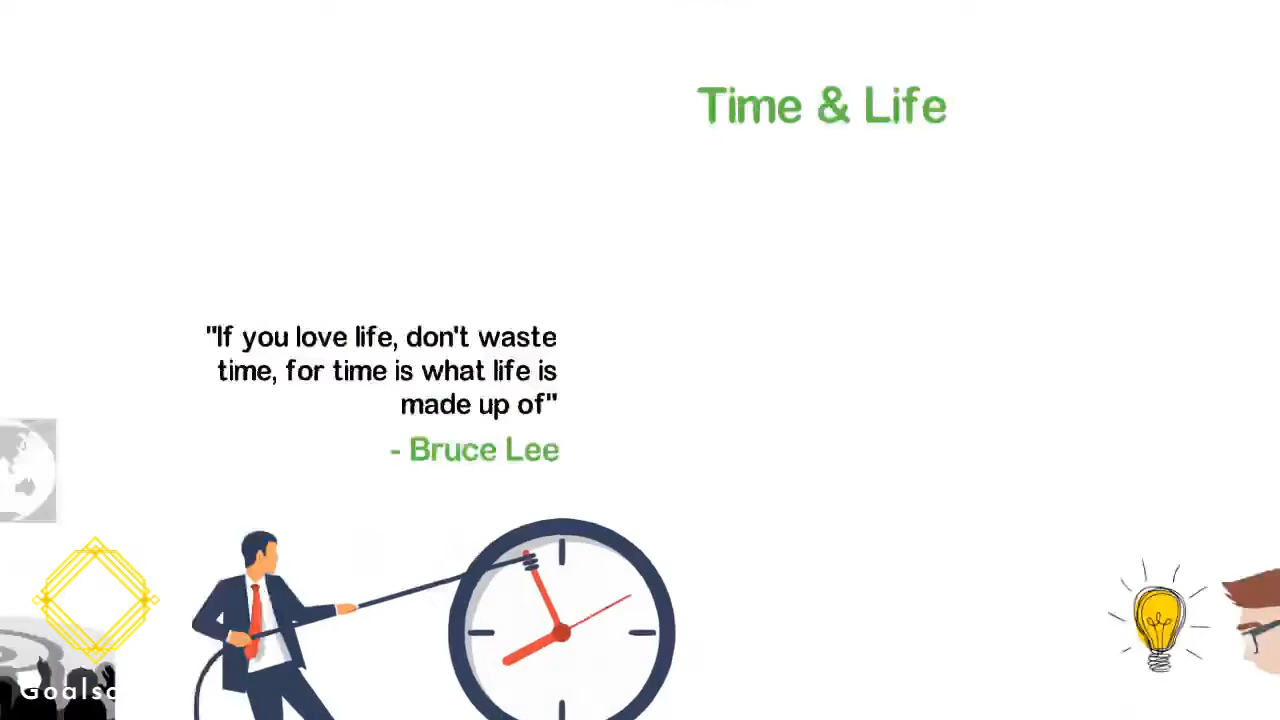 Time & Life
"If you love life, don't waste
time, for time is what life is
made up of"
- Bruce Lee